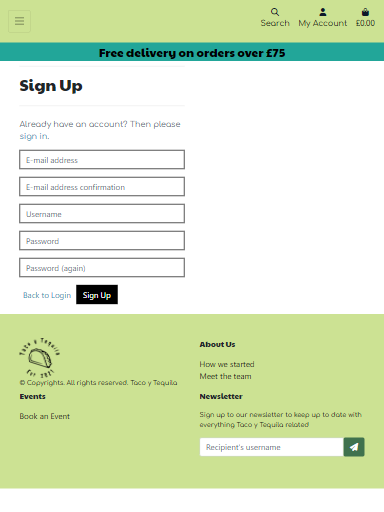 Search
My Account
£0.00
Free delivery on orders over £75
Sign Up
Already have an account? Then please
sign in.
E-mail address
E-mail address confirmation
Username
Password
Password (again)
Back to Login
Sign Up
Taco y Tequila
For 2021
© Copyrights. All rights reserved. Taco y Tequila
Events
Book an Event
About Us
How we started
Meet the team
Newsletter
Sign up to our newsletter to keep up to date with
everything Taco y Tequila related
Recipient's username